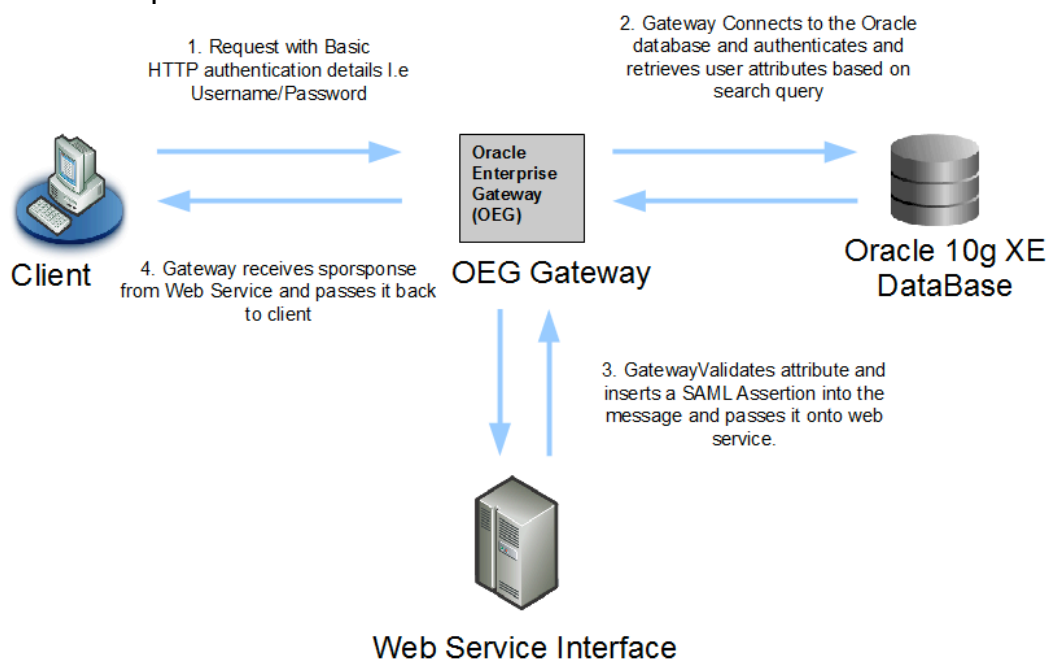 1. Request with Basic
HTTP authentication details I.e
Username/Password
2. Gateway Connects to the Oracle
database and authenticates and
retrieves user attributes based on
search query
Oracle
Enterprise
Gateway
(OEG)
Client
4. Gateway receives sporsponse
from Web Service and passes it back
to client
OEG Gateway
Oracle 10g XE
DataBase
3. GatewayValidates attribute and
inserts a SAML Assertion into the
message and passes it onto web
service.
Web Service Interface